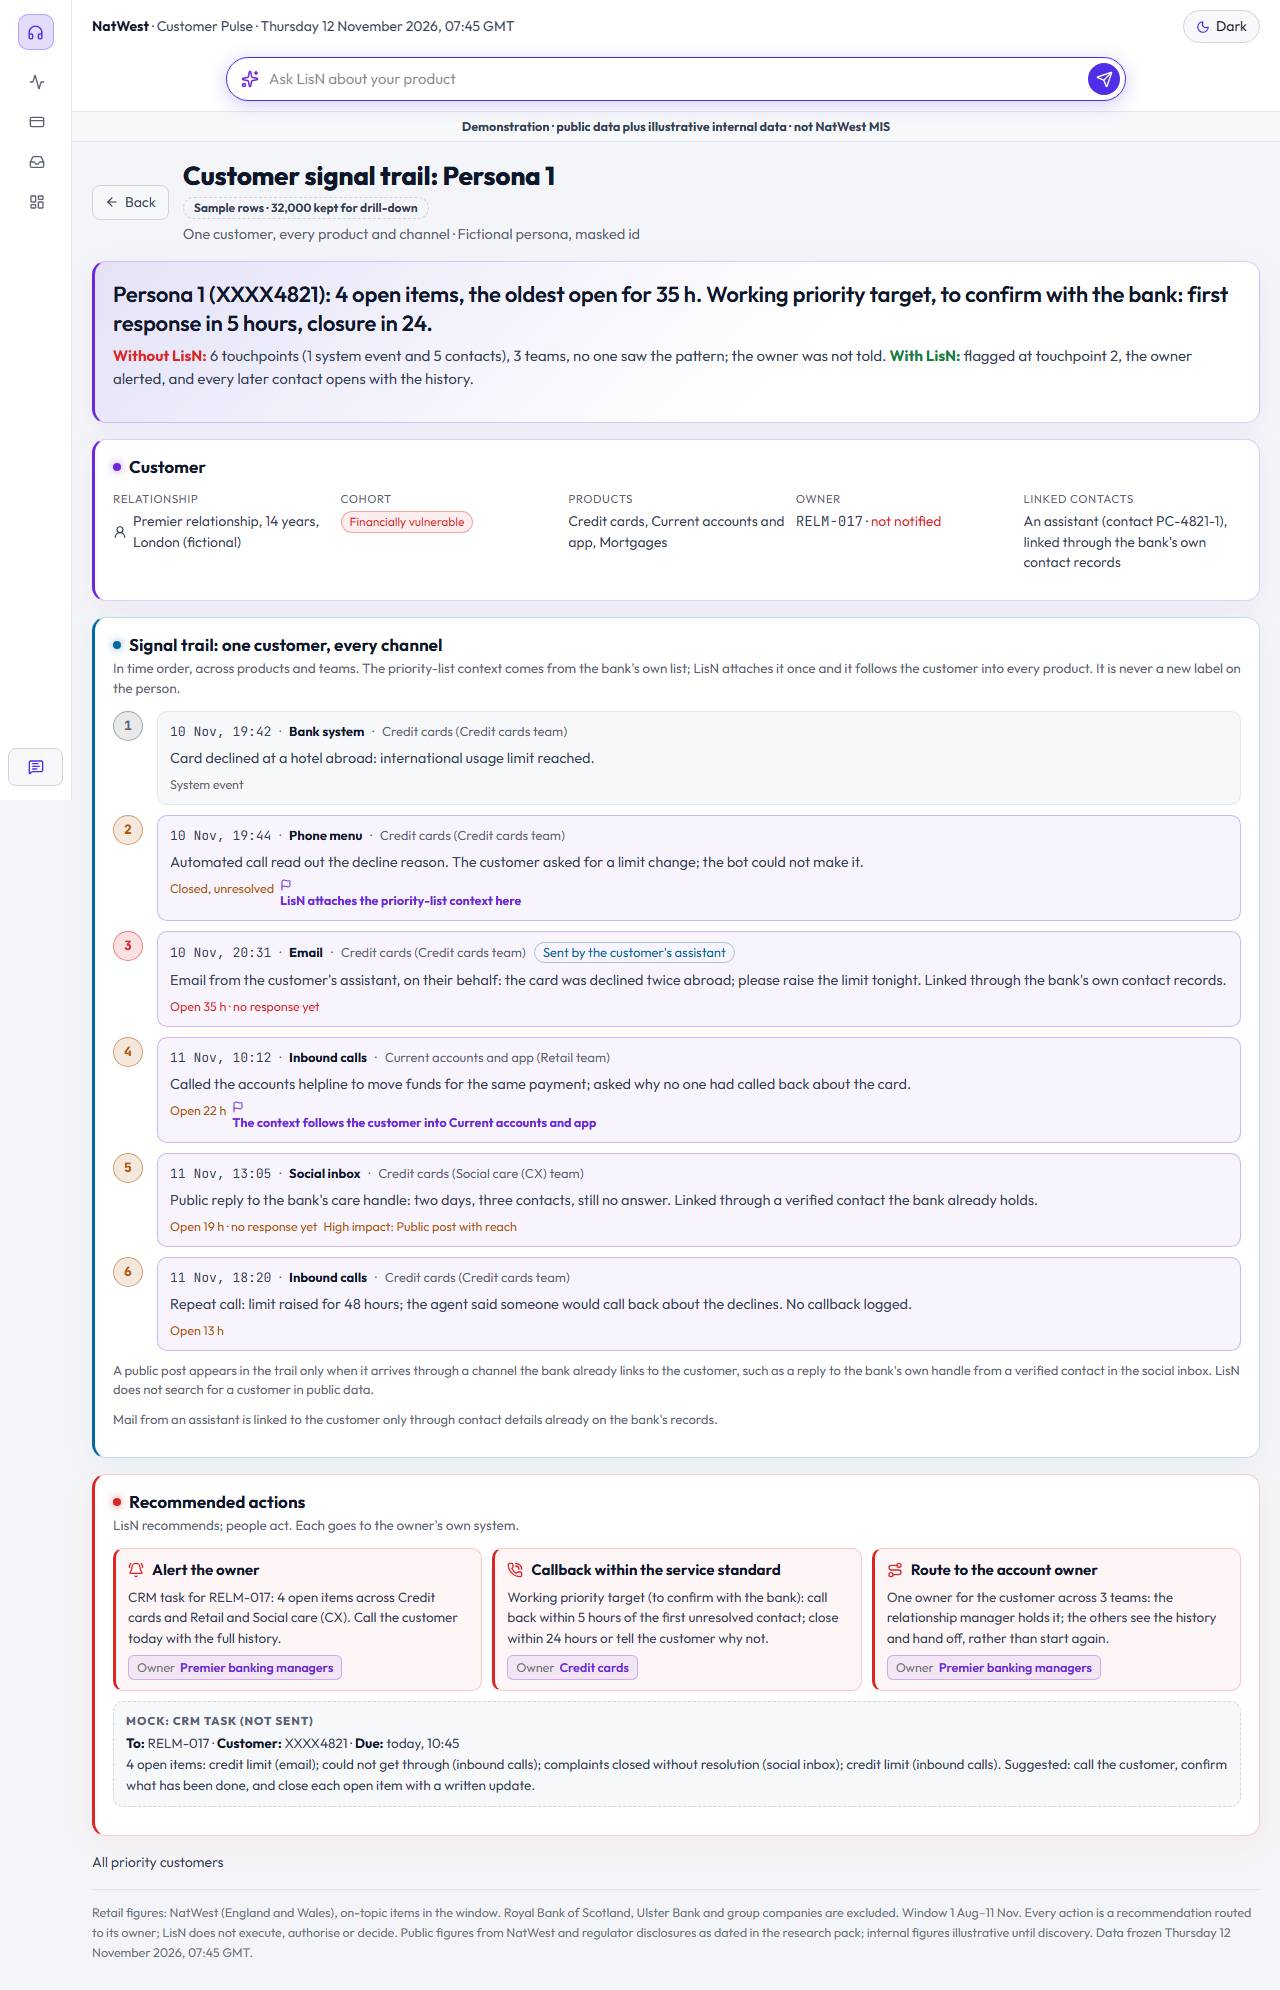 NatWest · Customer Pulse · Thursday 12 November 2026, 07:45 GMT
Dark
Ask LisN about your product
Demonstration · public data plus illustrative internal data · not NatWest MIS
Back
Customer signal trail: Persona 1
Sample rows · 32,000 kept for drill-down
One customer, every product and channel · Fictional persona, masked id
Persona 1 (XXXX4821): 4 open items, the oldest open for 35 h. Working priority target, to confirm with the bank: first
response in 5 hours, closure in 24.
Without LisN: 6 touchpoints (1 system event and 5 contacts), 3 teams, no one saw the pattern; the owner was not told. With LisN: flagged at touchpoint 2, the owner
alerted, and every later contact opens with the history.
Customer
RELATIONSHIP
Premier relationship, 14 years,
London (fictional)
COHORT
Financially vulnerable
PRODUCTS
Credit cards, Current accounts and
app, Mortgages
OWNER
RELM-017 · not notified
LINKED CONTACTS
An assistant (contact PC-4821-1),
linked through the bank's own
contact records
Signal trail: one customer, every channel
In time order, across products and teams. The priority-list context comes from the bank's own list; LisN attaches it once and it follows the customer into every product. It is never a new label on
the person.
1
10 Nov, 19:42 · Bank system · Credit cards (Credit cards team)
Card declined at a hotel abroad: international usage limit reached.
System event
2
10 Nov, 19:44 · Phone menu · Credit cards (Credit cards team)
Automated call read out the decline reason. The customer asked for a limit change; the bot could not make it.
Closed, unresolved
LisN attaches the priority-list context here
3
10 Nov, 20:31 · Email · Credit cards (Credit cards team) Sent by the customer's assistant
Email from the customer's assistant, on their behalf: the card was declined twice abroad; please raise the limit tonight. Linked through the bank's own contact records.
Open 35 h · no response yet
4
11 Nov, 10:12 · Inbound calls · Current accounts and app (Retail team)
Called the accounts helpline to move funds for the same payment; asked why no one had called back about the card.
Open 22 h
The context follows the customer into Current accounts and app
5
11 Nov, 13:05 · Social inbox · Credit cards (Social care (CX) team)
Public reply to the bank's care handle: two days, three contacts, still no answer. Linked through a verified contact the bank already holds.
Open 19 h · no response yet High impact: Public post with reach
6
11 Nov, 18:20 · Inbound calls · Credit cards (Credit cards team)
Repeat call: limit raised for 48 hours; the agent said someone would call back about the declines. No callback logged.
Open 13 h
A public post appears in the trail only when it arrives through a channel the bank already links to the customer, such as a reply to the bank's own handle from a verified contact in the social inbox. LisN
does not search for a customer in public data.
Mail from an assistant is linked to the customer only through contact details already on the bank's records.
Recommended actions
LisN recommends; people act. Each goes to the owner's own system.
Alert the owner
CRM task for RELM-017: 4 open items across Credit
cards and Retail and Social care (CX). Call the customer
today with the full history.
Owner Premier banking managers
Callback within the service standard
Working priority target (to confirm with the bank): call
back within 5 hours of the first unresolved contact; close
within 24 hours or tell the customer why not.
Owner Credit cards
Route to the account owner
One owner for the customer across 3 teams: the
relationship manager holds it; the others see the history
and hand off, rather than start again.
Owner Premier banking managers
MOCK: CRM TASK (NOT SENT)
To: RELM-017 · Customer: XXXX4821 · Due: today, 10:45
4 open items: credit limit (email); could not get through (inbound calls); complaints closed without resolution (social inbox); credit limit (inbound calls). Suggested: call the customer, confirm
what has been done, and close each open item with a written update.
All priority customers
Retail figures: NatWest (England and Wales), on-topic items in the window. Royal Bank of Scotland, Ulster Bank and group companies are excluded. Window 1 Aug–11 Nov. Every action is a recommendation routed
to its owner; LisN does not execute, authorise or decide. Public figures from NatWest and regulator disclosures as dated in the research pack; internal figures illustrative until discovery. Data frozen Thursday 12
November 2026, 07:45 GMT.